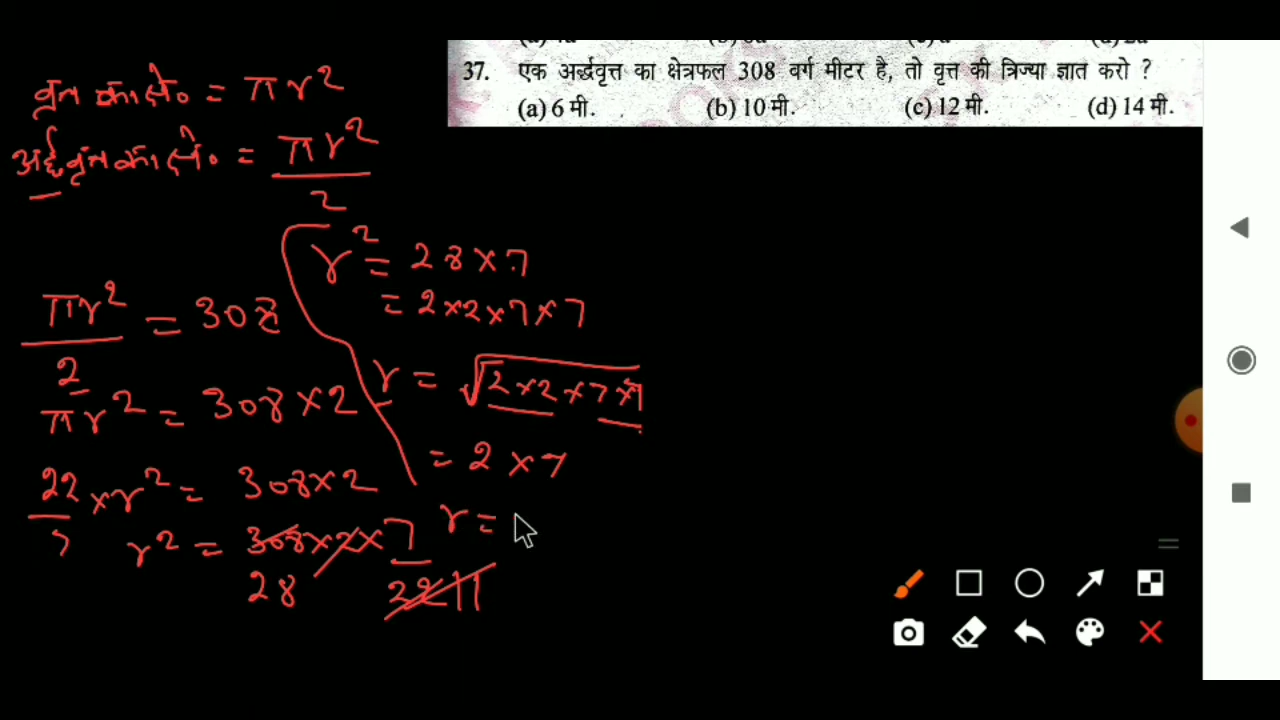 37. एक अर्द्धवृत्त का क्षेत्रफल 308 वर्ग मीटर है, तो वृत्त की त्रिज्या ज्ञात करो ?
(a) 6 मी. (b) 10 मी. (c) 12 मी. (d) 14 मी.
वृत्त का क्षे० = πr²
अर्द्धवृत्त का क्षे० = πr²/2
πr²/2 = 308
πr² = 308×2
22/7 × r² = 308×2
r² = 308×2×7
28 22 11
r² = 28×7
= 2×2×7×7
r = √2×2×7×7
= 2×7
r =